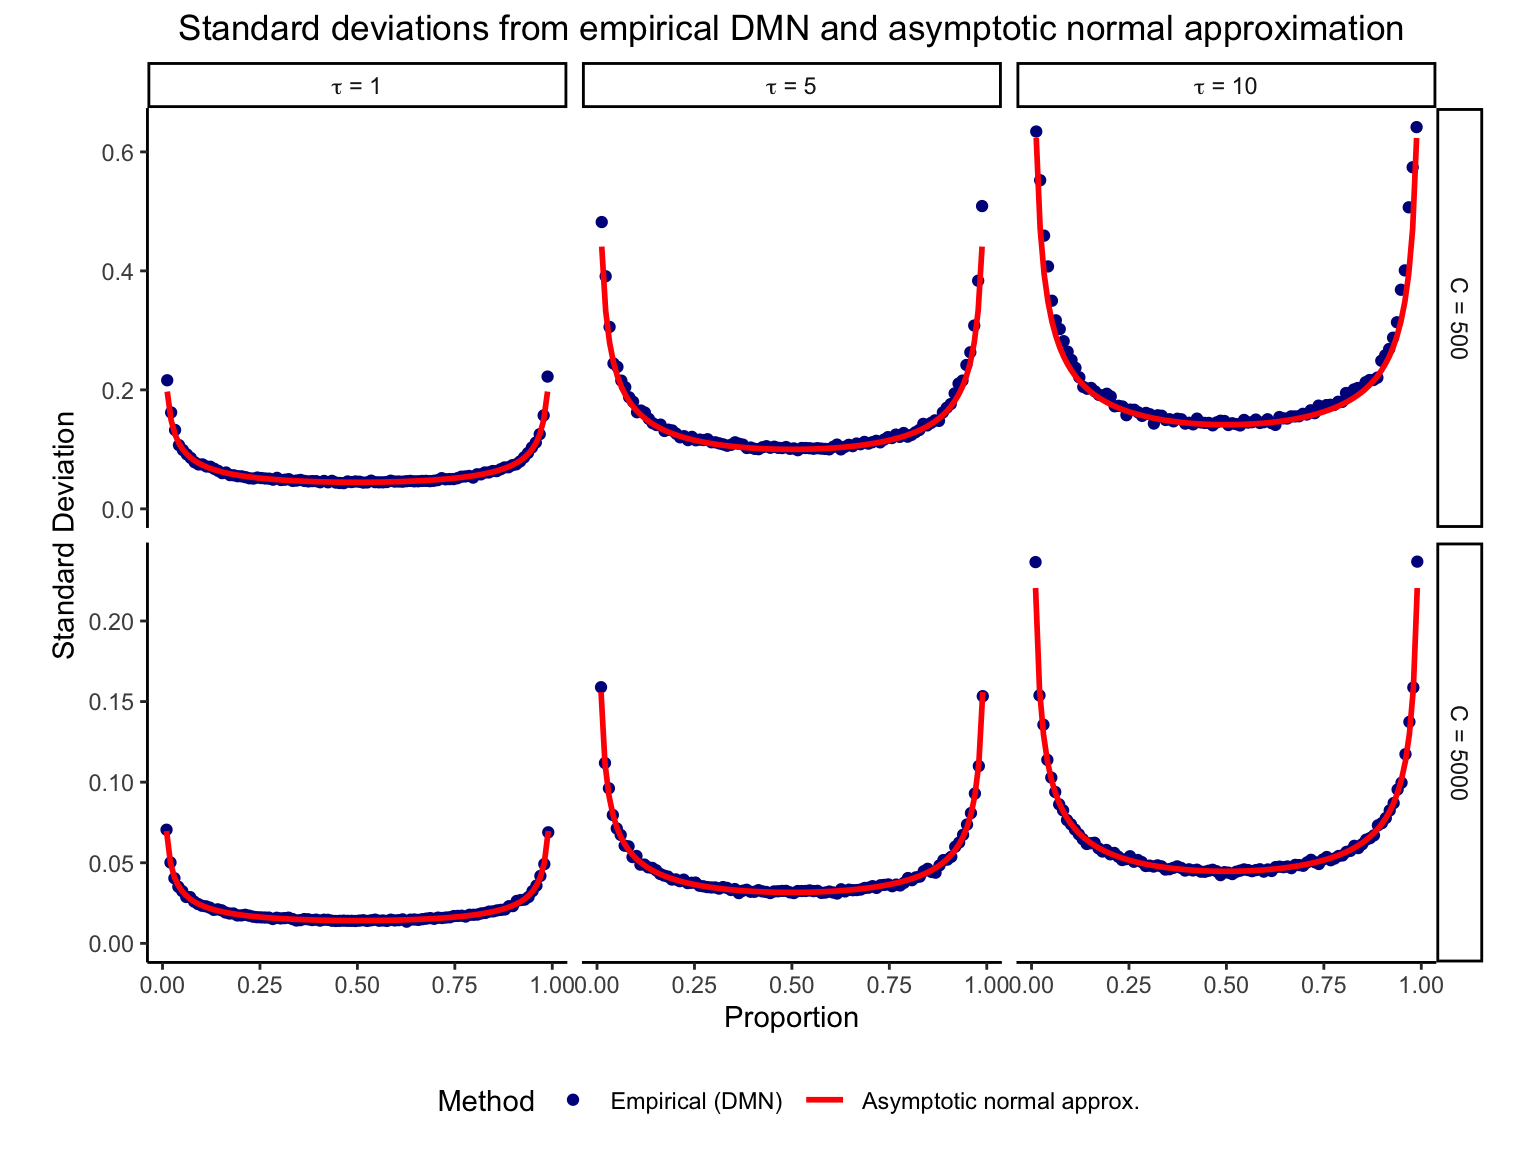 Standard deviations from empirical DMN and asymptotic normal approximation
τ = 1
τ = 5
τ = 10
0.6
0.4
0.2
0.0
C = 500
Standard Deviation
0.20
0.15
0.10
0.05
0.00
C = 5000
0.00 0.25 0.50 0.75 1.00
0.00 0.25 0.50 0.75 1.00
0.00 0.25 0.50 0.75 1.00
Proportion
Method Empirical (DMN) Asymptotic normal approx.